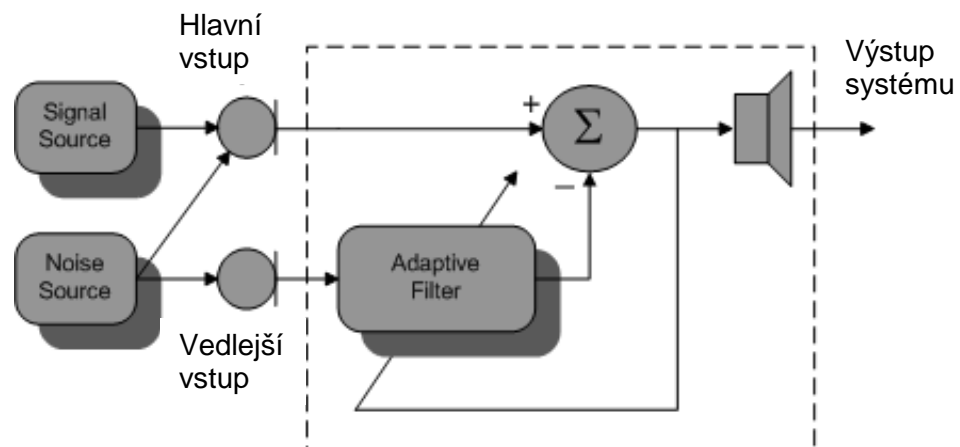 Hlavní
vstup
Výstup
systému
Signal
Source
+
Σ
–
Noise
Source
Adaptive
Filter
Vedlejší
vstup